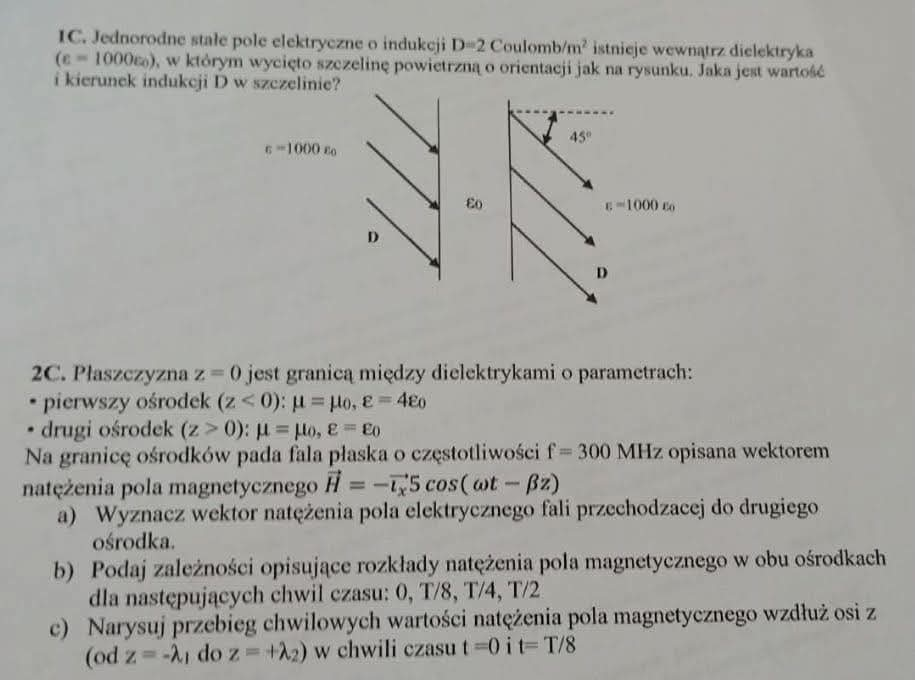 1C. Jednorodne stałe pole elektryczne o indukcji D=2 Coulomb/m² istnieje wewnątrz dielektryka
(ε = 1000ε₀), w którym wycięto szczelinę powietrzną o orientacji jak na rysunku. Jaka jest wartość
i kierunek indukcji D w szczelinie?
45°
ε =1000 ε₀
ε₀
ε =1000 ε₀
D
D
2C. Płaszczyzna z = 0 jest granicą między dielektrykami o parametrach:
• pierwszy ośrodek (z < 0): μ = μ₀, ε = 4ε₀
• drugi ośrodek (z > 0): μ = μ₀, ε = ε₀
Na granicę ośrodków pada fala płaska o częstotliwości f = 300 MHz opisana wektorem
natężenia pola magnetycznego H⃗ = −i⃗ₓ5 cos( ωt − βz)
a) Wyznacz wektor natężenia pola elektrycznego fali przechodzacej do drugiego
ośrodka.
b) Podaj zależności opisujące rozkłady natężenia pola magnetycznego w obu ośrodkach
dla następujących chwil czasu: 0, T/8, T/4, T/2
c) Narysuj przebieg chwilowych wartości natężenia pola magnetycznego wzdłuż osi z
(od z = -λ₁ do z = +λ₂) w chwili czasu t =0 i t= T/8